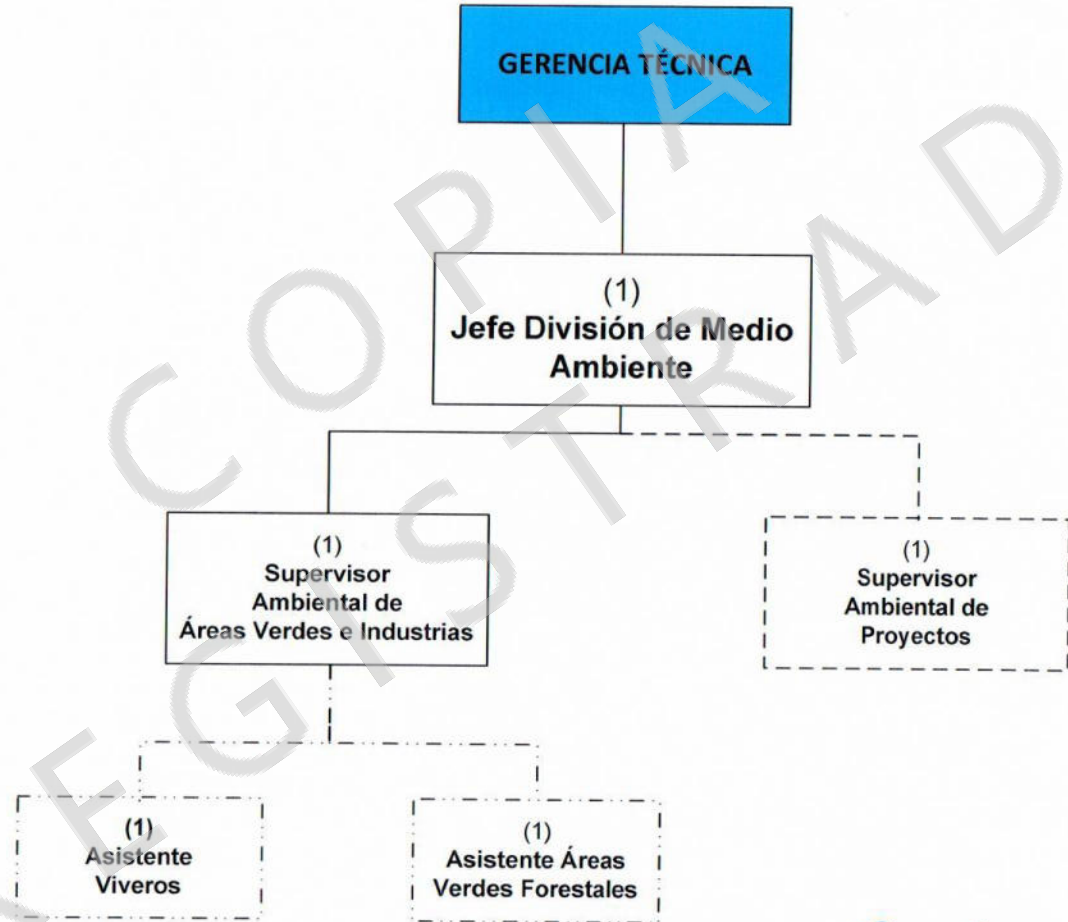 GERENCIA TÉCNICA
(1)
Jefe División de Medio
Ambiente
(1)
Supervisor
Ambiental de
Áreas Verdes e Industrias
(1)
Supervisor
Ambiental de
Proyectos
(1)
Asistente
Viveros
(1)
Asistente Áreas
Verdes Forestales
COPIA
EGISTRAD